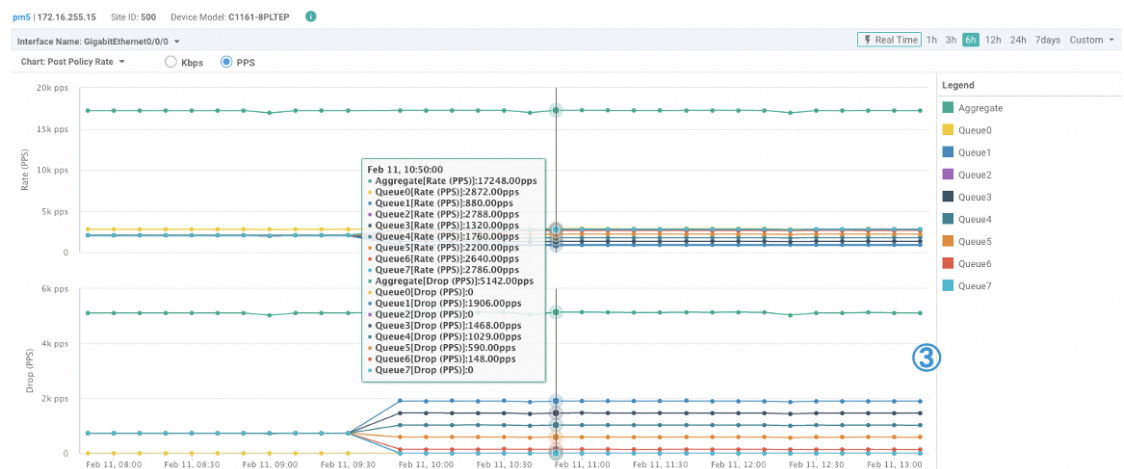 pm5 | 172.16.255.15 Site ID: 500 Device Model: C1161-8PLTEP i
Interface Name: GigabitEthernet0/0/0 Real Time 1h 3h 6h 12h 24h 7days Custom
Chart: Post Policy Rate Kbps PPS
Legend
Aggregate
Queue0
Queue1
Queue2
Queue3
Queue4
Queue5
Queue6
Queue7
Rate (PPS)
20k pps
15k pps
10k pps
5k pps
0
Feb 11, 10:50:00
Aggregate[Rate (PPS)]:17248.00pps
Queue0[Rate (PPS)]:2872.00pps
Queue1[Rate (PPS)]:880.00pps
Queue2[Rate (PPS)]:2788.00pps
Queue3[Rate (PPS)]:1320.00pps
Queue4[Rate (PPS)]:1760.00pps
Queue5[Rate (PPS)]:2200.00pps
Queue6[Rate (PPS)]:2640.00pps
Queue7[Rate (PPS)]:2786.00pps
Aggregate[Drop (PPS)]:5142.00pps
Queue0[Drop (PPS)]:0
Queue1[Drop (PPS)]:1906.00pps
Queue2[Drop (PPS)]:0
Queue3[Drop (PPS)]:1468.00pps
Queue4[Drop (PPS)]:1029.00pps
Queue5[Drop (PPS)]:590.00pps
Queue6[Drop (PPS)]:148.00pps
Queue7[Drop (PPS)]:0
Drop (PPS)
6k pps
4k pps
2k pps
0
3
Feb 11, 08:00 Feb 11, 08:30 Feb 11, 09:00 Feb 11, 09:30 Feb 11, 10:00 Feb 11, 10:30 Feb 11, 11:00 Feb 11, 11:30 Feb 11, 12:00 Feb 11, 12:30 Feb 11, 13:00